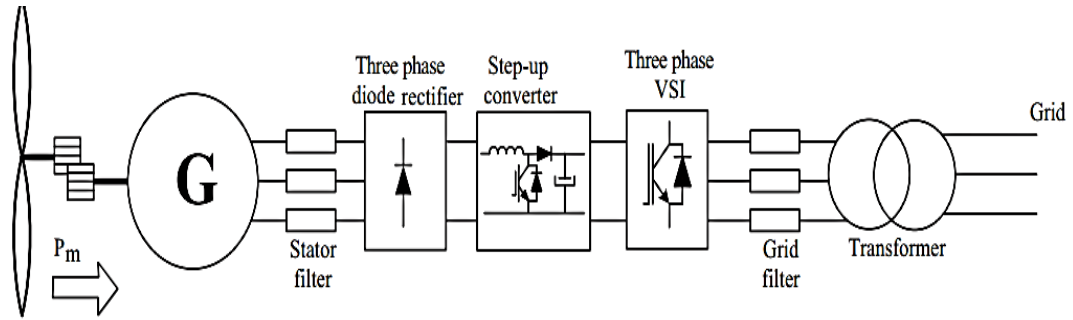 Three phase
diode rectifier
Step-up
converter
Three phase
VSI
Grid
G
Stator
filter
Grid
filter
Transformer
Pm